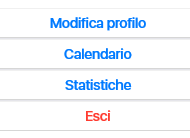 Modifica profilo
Calendario
Statistiche
Esci